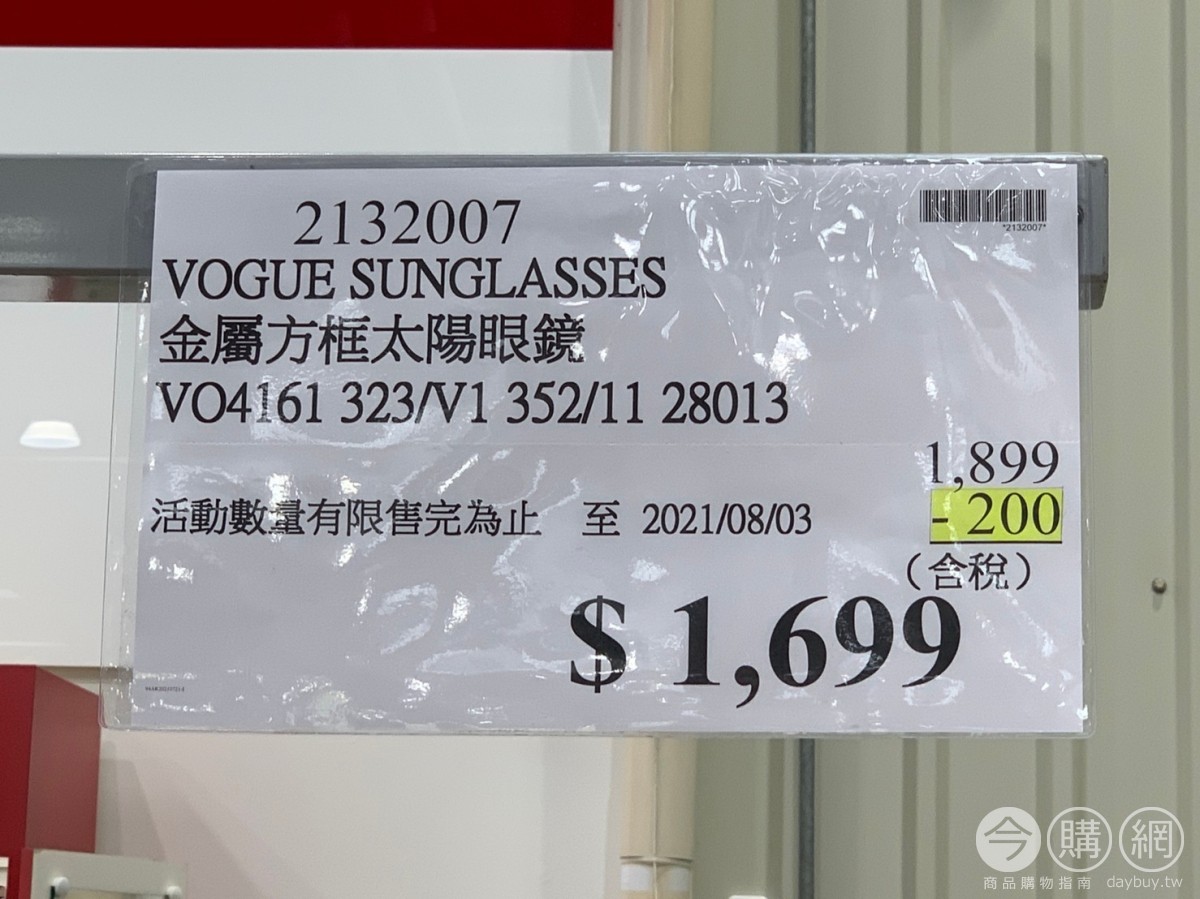 2132007
*2132007*
VOGUE SUNGLASSES
金屬方框太陽眼鏡
VO4161 323/V1 352/11 28013
1,899
活動數量有限售完為止 至 2021/08/03
- 200
（含稅）
$ 1,699
今購網
商品購物指南 daybuy.tw